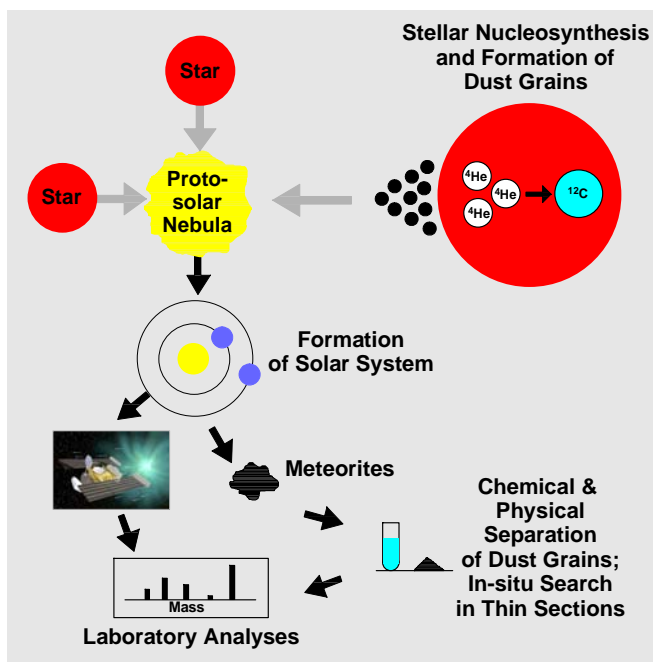 Stellar Nucleosynthesis
and Formation of
Dust Grains
Star
Star
Proto-
solar
Nebula
⁴He
⁴He
⁴He
¹²C
Formation
of Solar System
Meteorites
Chemical &
Physical
Separation
of Dust Grains;
In-situ Search
in Thin Sections
Mass
Laboratory Analyses